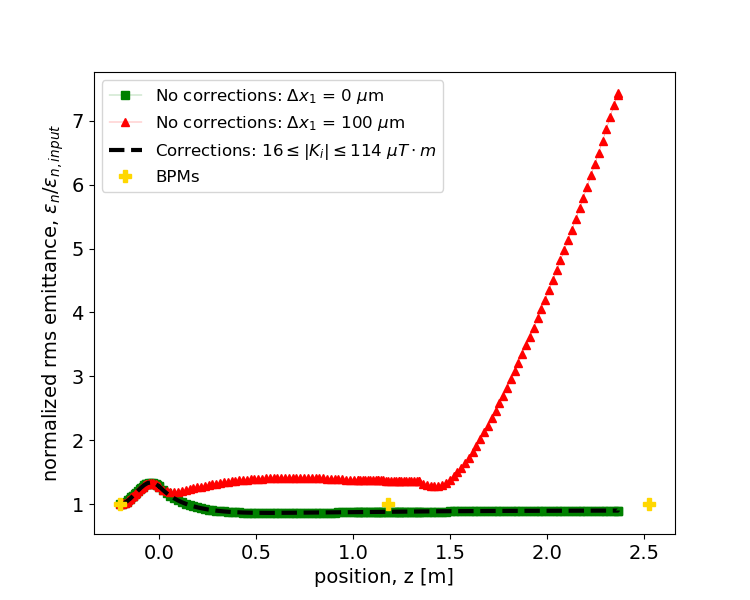 No corrections: Δx₁ = 0 μm
No corrections: Δx₁ = 100 μm
Corrections: 16 ≤ |Kᵢ| ≤ 114 μT · m
BPMs
normalized rms emittance, εₙ/εₙ,ᵢₙₚᵤₜ
7
6
5
4
3
2
1
0.0 0.5 1.0 1.5 2.0 2.5
position, z [m]